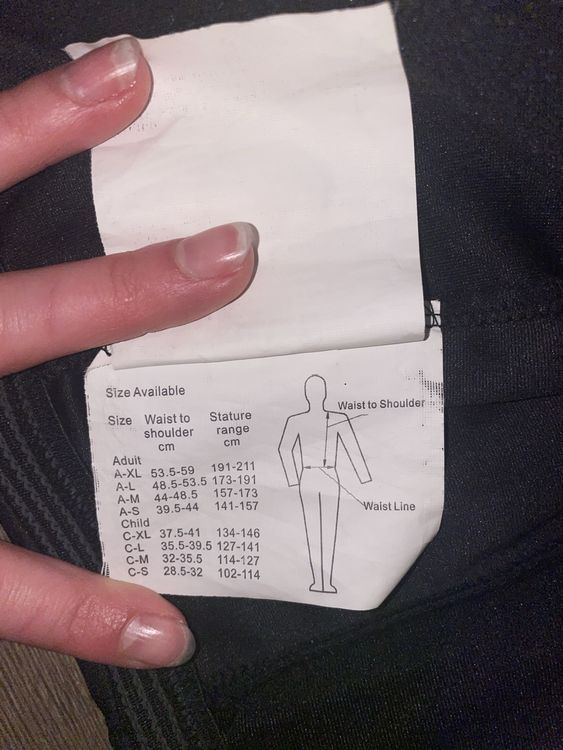 Size Available
Size Waist to shoulder cm Stature range cm
Aduit
A-XL 53.5-59 191-211
A-L 48.5-53.5 173-191
A-M 44-48.5 157-173
A-S 39.5-44 141-157
Child
C-XL 37.5-41 134-146
C-L 35.5-39.5 127-141
C-M 32-35.5 114-127
C-S 28.5-32 102-114
Waist to Shoulder
Waist Line